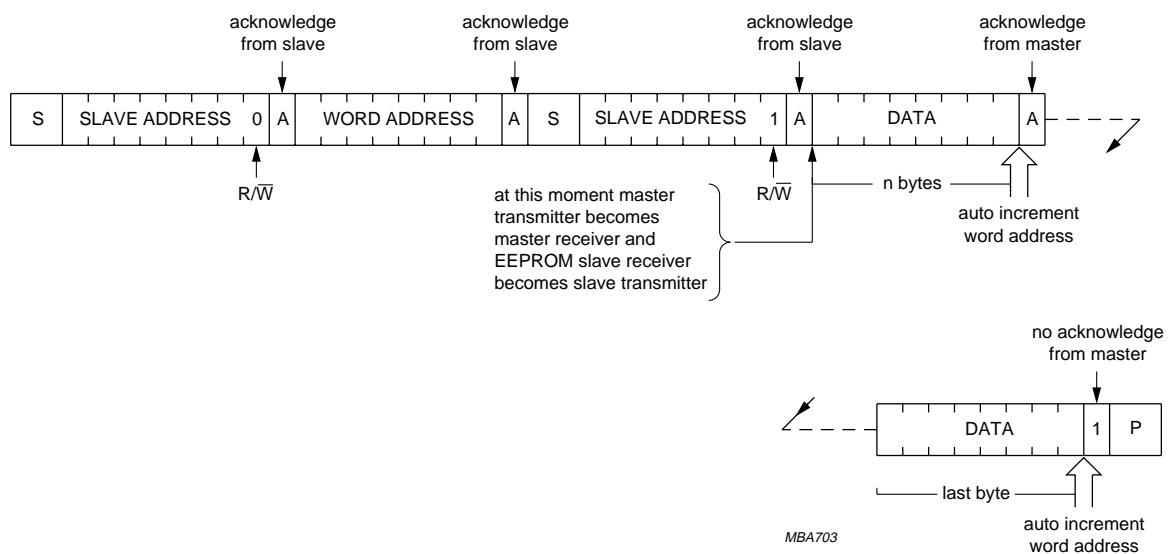 acknowledge
from slave
acknowledge
from slave
acknowledge
from slave
acknowledge
from master
S SLAVE ADDRESS 0 A WORD ADDRESS A S SLAVE ADDRESS 1 A DATA A
R/W̅
R/W̅
at this moment master
transmitter becomes
master receiver and
EEPROM slave receiver
becomes slave transmitter
n bytes
auto increment
word address
no acknowledge
from master
DATA 1 P
last byte
auto increment
word address
MBA703